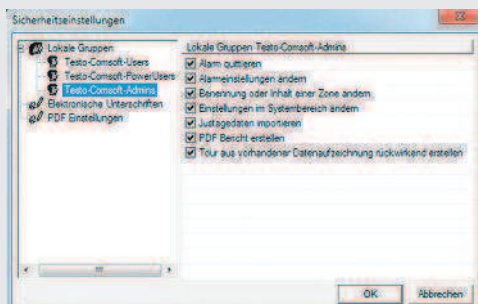 Sicherheitseinstellungen
Lokale Gruppen
Testo-Comsoft-Users
Testo-Comsoft-PowerUsers
Testo-Comsoft-Admins
Elektronische Unterschriften
PDF Einstellungen
Lokale Gruppen Testo-Comsoft-Admins
Alarm quittieren
Alarmeinstellungen ändern
Benennung oder Inhalt einer Zone ändern
Einstellungen im Systembereich ändern
Justagedaten importieren
PDF Bericht erstellen
Tour aus vorhandener Datenaufzeichnung rückwirkend erstellen
OK
Abbrechen